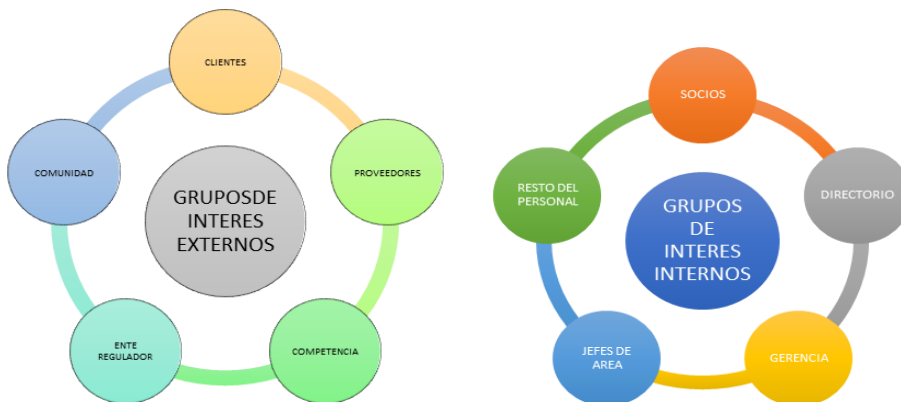 CLIENTES
PROVEEDORES
COMPETENCIA
ENTE
REGULADOR
COMUNIDAD
GRUPOSDE
INTERES
EXTERNOS
SOCIOS
DIRECTORIO
GERENCIA
JEFES DE
AREA
RESTO DEL
PERSONAL
GRUPOS
DE
INTERES
INTERNOS